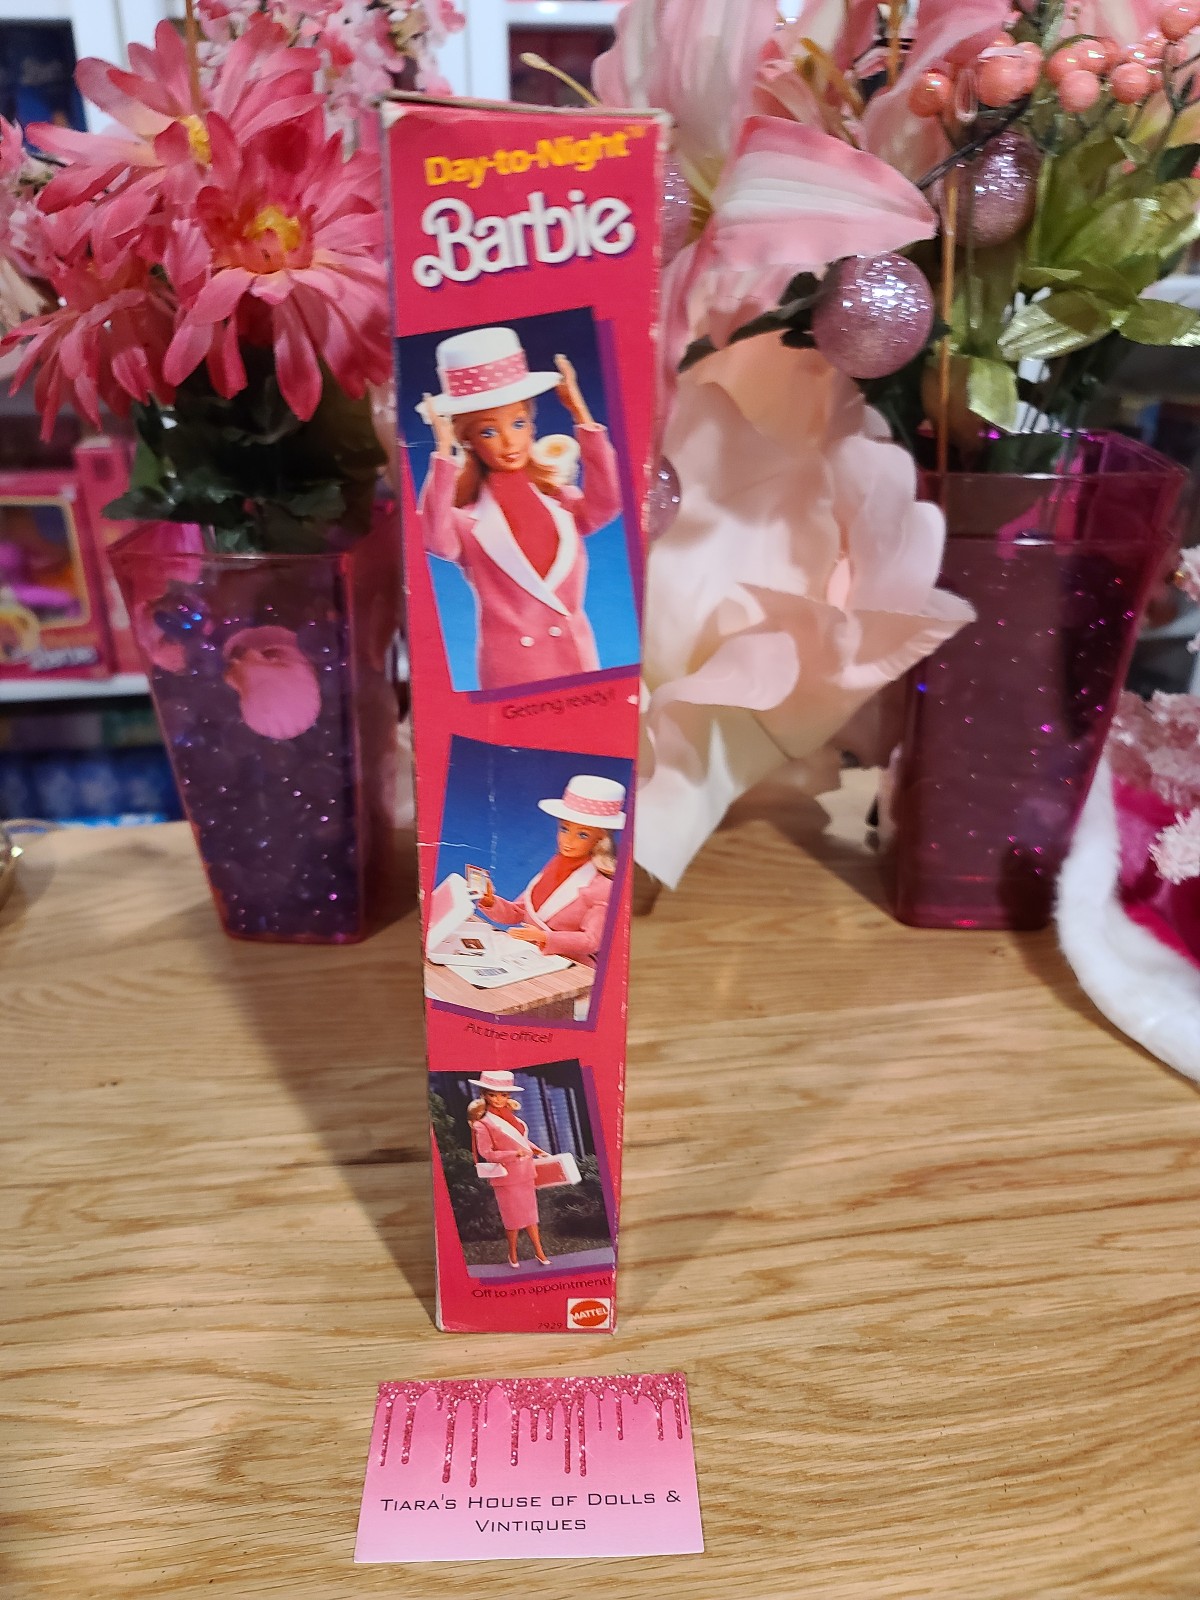 Day-to-Night™
Barbie
Getting ready!
At the office!
Off to an appointment!
7929
MATTEL
TIARA'S HOUSE OF DOLLS &
VINTIQUES